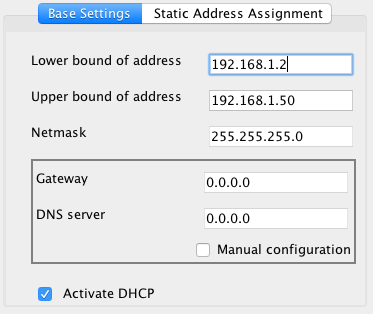 Base Settings Static Address Assignment
Lower bound of address 192.168.1.2
Upper bound of address 192.168.1.50
Netmask 255.255.255.0
Gateway 0.0.0.0
DNS server 0.0.0.0
Manual configuration
Activate DHCP